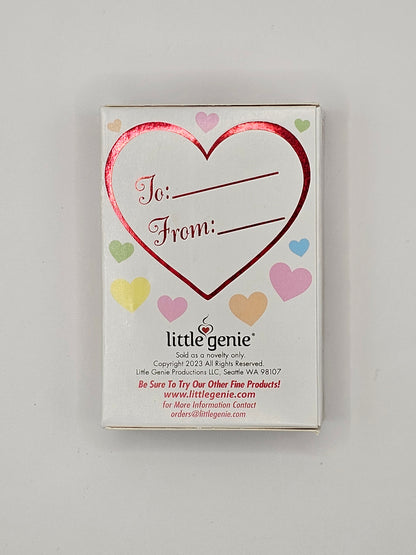 To:
From:
little genie®
Sold as a novelty only.
Copyright 2023 All Rights Reserved.
Little Genie Productions LLC, Seattle WA 98107
Be Sure To Try Our Other Fine Products!
www.littlegenie.com
for More Information Contact
orders@littlegenie.com